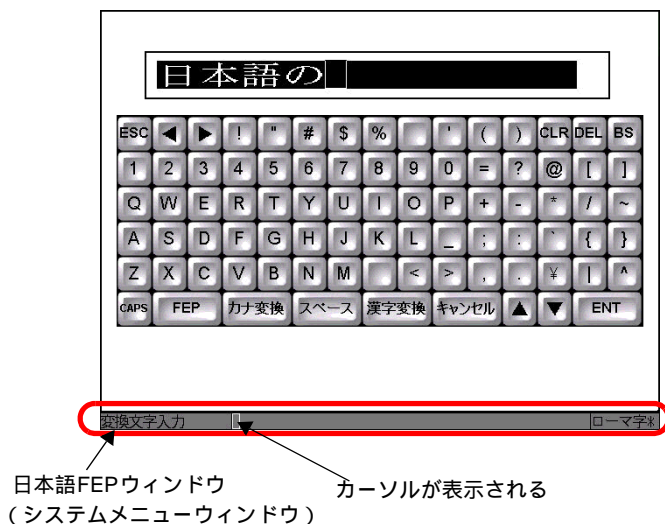 日本語の
ESC ◀ ▶ ! " # $ % ' ( ) CLR DEL BS
1 2 3 4 5 6 7 8 9 0 = ? @ [ ]
Q W E R T Y U I O P + - * / ~
A S D F G H J K L _ ; : ` { }
Z X C V B N M < > , . ¥ | ^
CAPS FEP カナ変換 スペース 漢字変換 キャンセル ▲ ▼ ENT
変換文字入力 ローマ字*
日本語FEPウィンドウ
(システムメニューウィンドウ)
カーソルが表示される